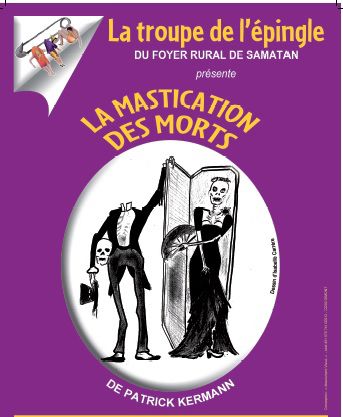 La troupe de l'épingle
DU FOYER RURAL DE SAMATAN
présente
LA MASTICATION
DES MORTS
Dessin d'Isabelle Carrière
DE PATRICK KERMANN